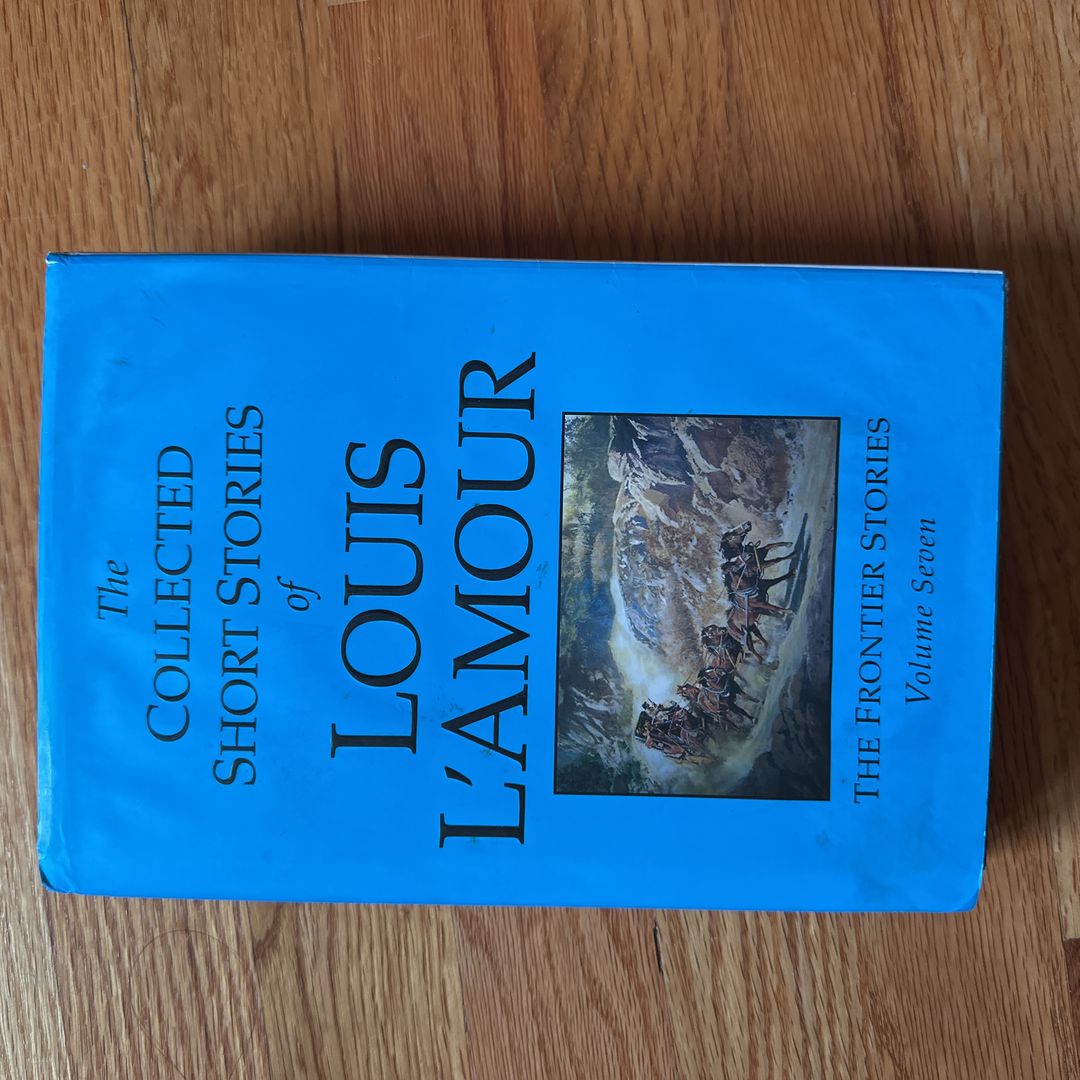 The
COLLECTED
SHORT STORIES
of
LOUIS
L'AMOUR
THE FRONTIER STORIES
Volume Seven